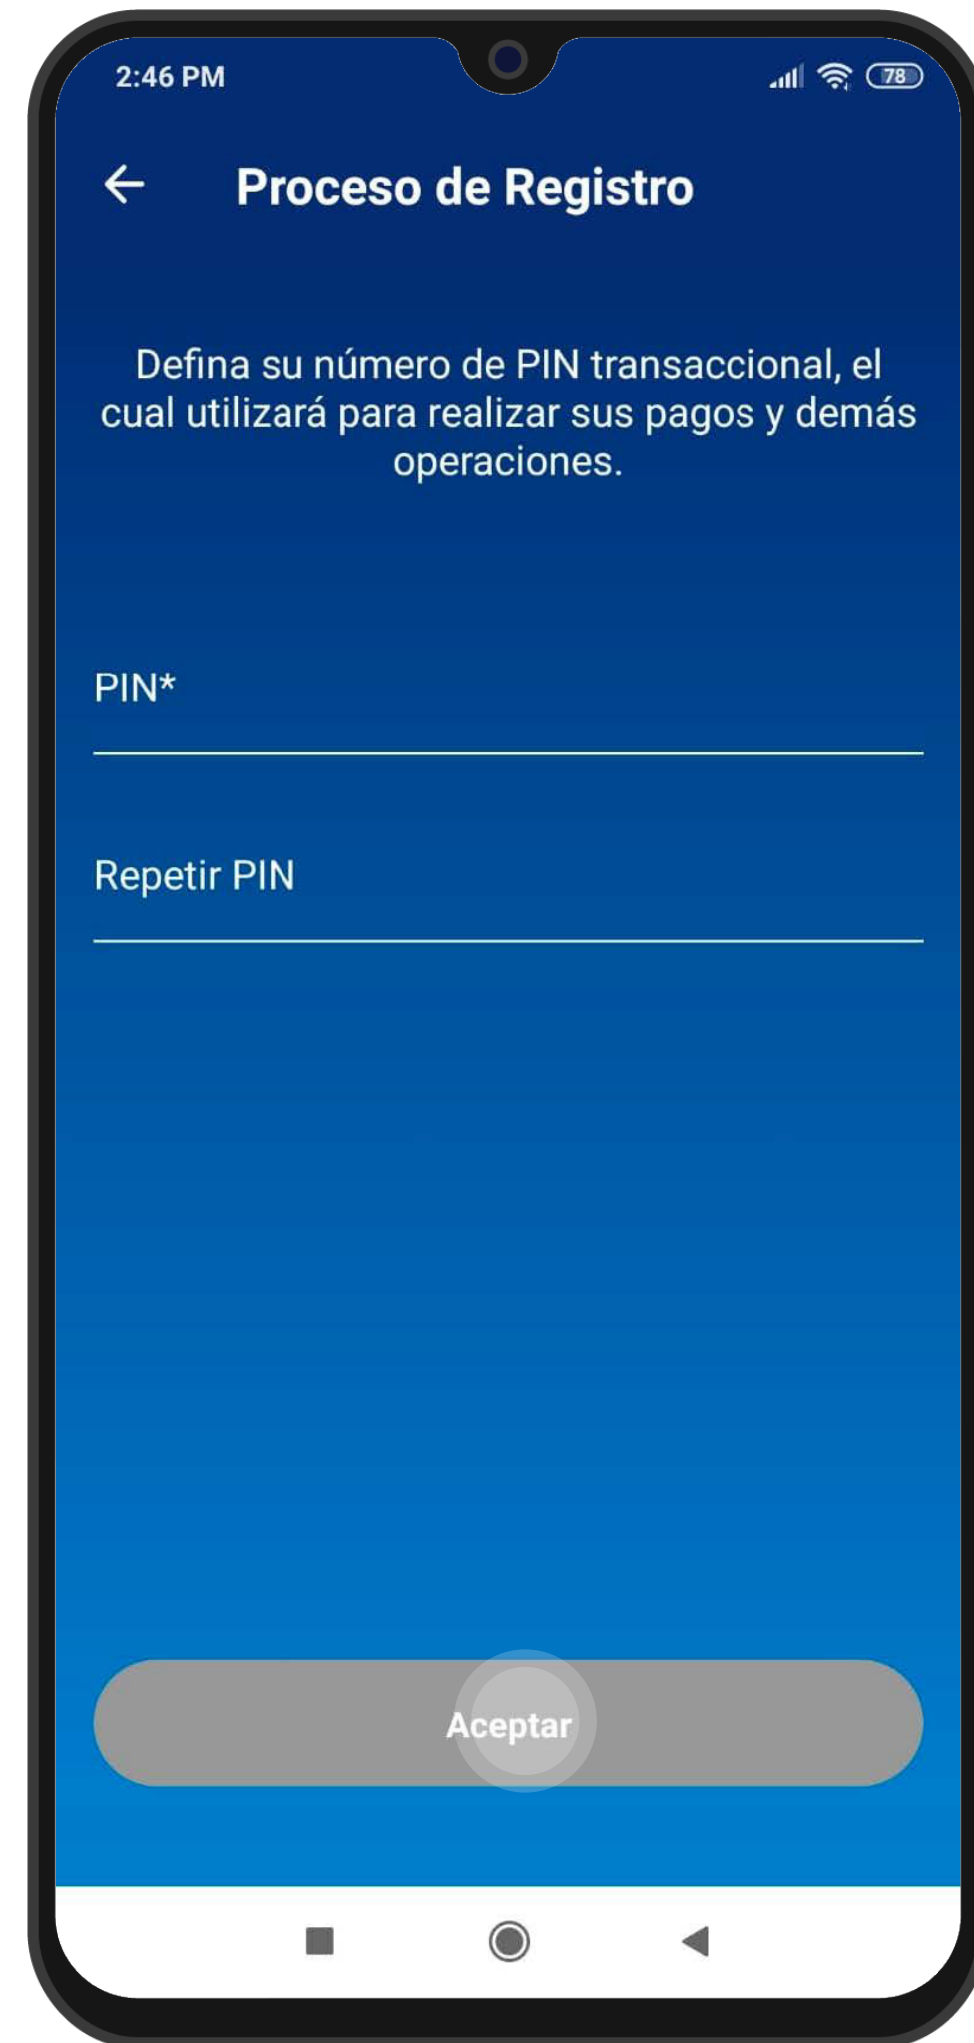 2:46 PM
78
Proceso de Registro
Defina su número de PIN transaccional, el
cual utilizará para realizar sus pagos y demás
operaciones.
PIN*
Repetir PIN
Aceptar